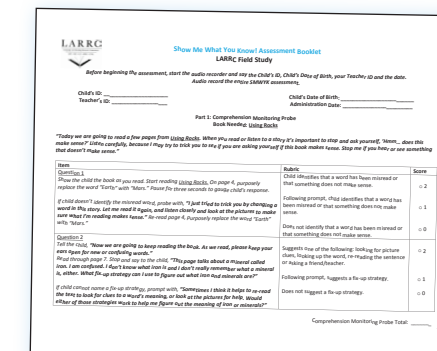 LARRC
Show Me What You Know! Assessment Booklet
LARRC Field Study
Before beginning the assessment, start the audio recorder and say the Child's ID, Child's Date of Birth, your Teacher ID and the date.
Audio record the entire SMWYK assessment.
Child's ID:
Child's Date of Birth:
Teacher's ID:
Administration Date:
Part 1: Comprehension Monitoring Probe
Book Needed: Using Rocks
"Today we are going to read a few pages from Using Rocks. When you read or listen to a story it's important to stop and ask yourself, 'Hmm... does this
make sense?' Listen carefully, because I may try to trick you to see if you are asking yourself if this book makes sense. Stop me if you hear or see something
that doesn't make sense."
Item
Rubric
Score
Question 1
Show the child the book as you read. Start reading Using Rocks. On page 4, purposely
replace the word "Earth" with "Mars." Pause for three seconds to gauge child's response.
If child doesn't identify the misread word, probe with, "I just tried to trick you by changing a
word in this story. Let me read it again, and listen closely and look at the pictures to make
sure what I'm reading makes sense." Re-read page 4, purposely replace the word "Earth"
with "Mars."
Child identifies that a word has been misread or
that something does not make sense.
○ 2
Following prompt, child identifies that a word has
been misread or that something does not make
sense.
○ 1
Does not identify that a word has been misread or
that something does not make sense.
○ 0
Question 2
Tell the Child, "Now we are going to keep reading the book. As we read, please keep your
ears open for new or confusing words."
Read through page 7. Stop and say to the child, "This page talks about a mineral called
iron. I am confused. I don't know what iron is and I don't really remember what a mineral
is, either. What fix-up strategy can I use to figure out what iron and minerals are?"
If child cannot name a fix-up strategy, prompt with, "Sometimes I think it helps to re-read
the text to look for clues to a word's meaning, or look at the pictures for help. Would
either of those strategies work to help me figure out the meaning of iron or minerals?"
Suggests one of the following: looking for picture
clues, looking up the word, re-reading the sentence
or asking a friend/teacher.
○ 2
Following prompt, suggests a fix-up strategy.
○ 1
Does not suggest a fix-up strategy.
○ 0
Comprehension Monitoring Probe Total: